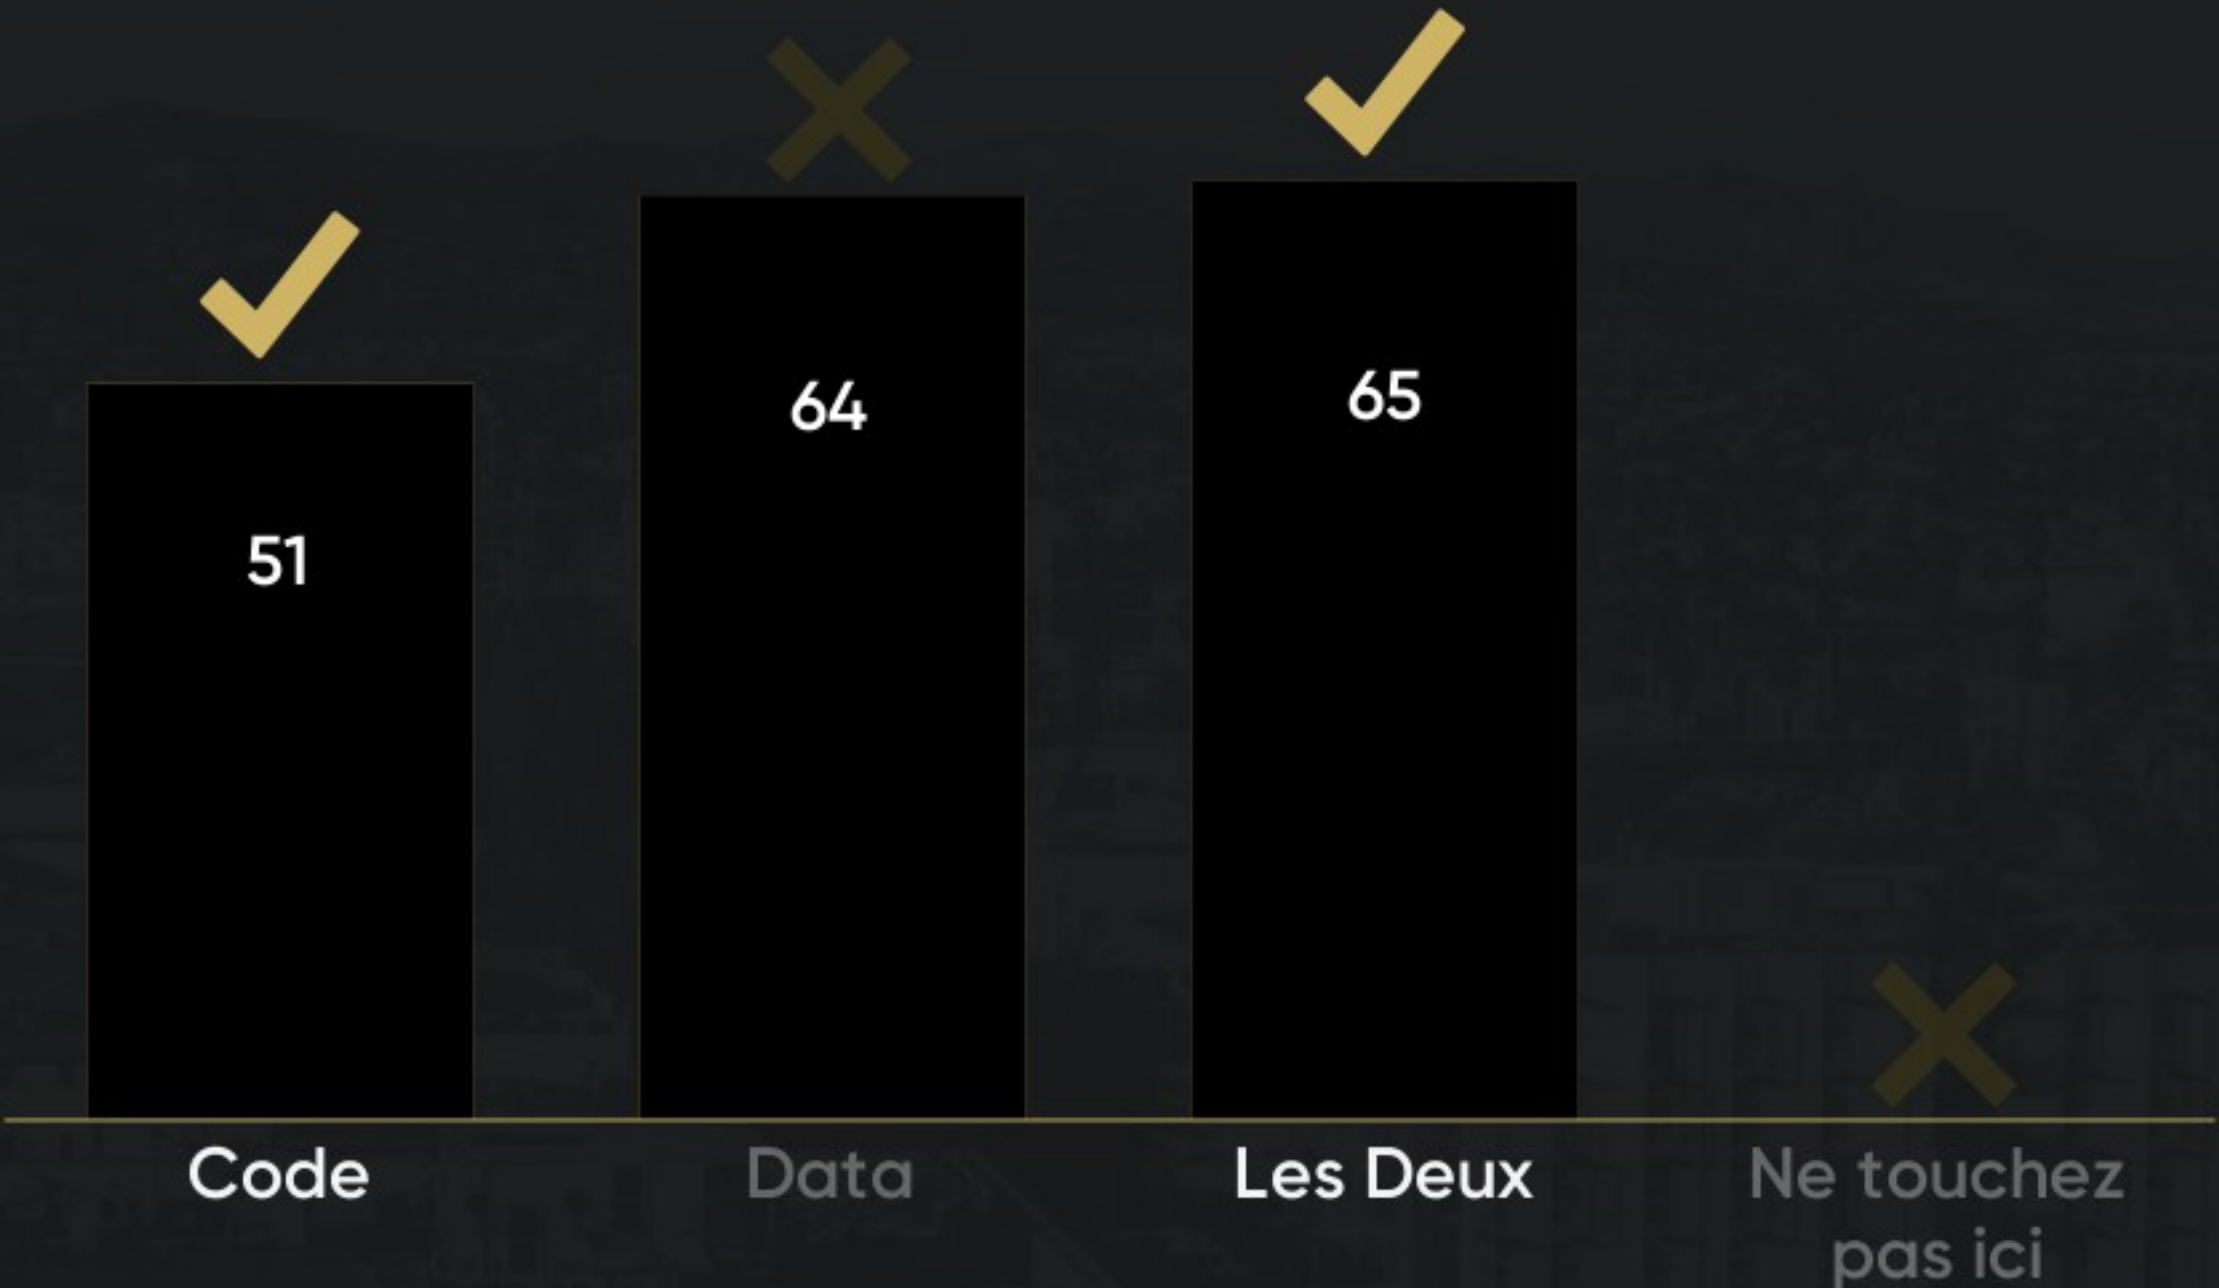 51
64
65
Code
Data
Les Deux
Ne touchez
pas ici